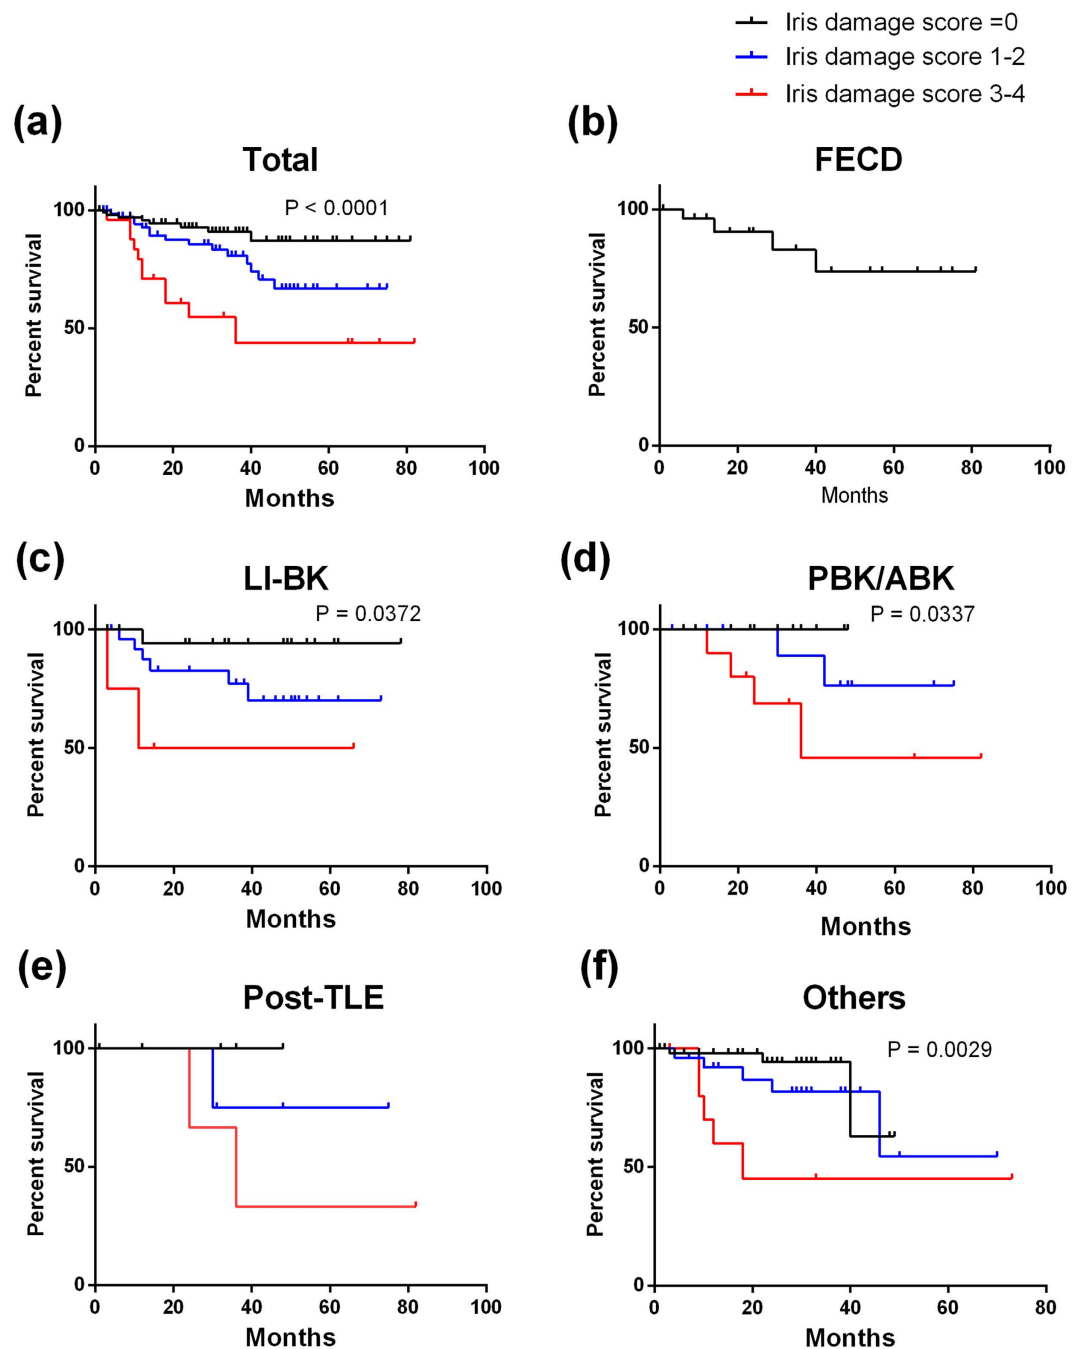 Iris damage score =0
Iris damage score 1-2
Iris damage score 3-4
(a)
Total
P < 0.0001
Percent survival
100
50
0
0 20 40 60 80 100
Months
(b)
FECD
Percent survival
100
50
0
0 20 40 60 80 100
Months
(c)
LI-BK
P = 0.0372
Percent survival
100
50
0
0 20 40 60 80 100
Months
(d)
PBK/ABK
P = 0.0337
Percent survival
100
50
0
0 20 40 60 80 100
Months
(e)
Post-TLE
Percent survival
100
50
0
0 20 40 60 80 100
Months
(f)
Others
P = 0.0029
Percent survival
100
50
0
0 20 40 60 80
Months